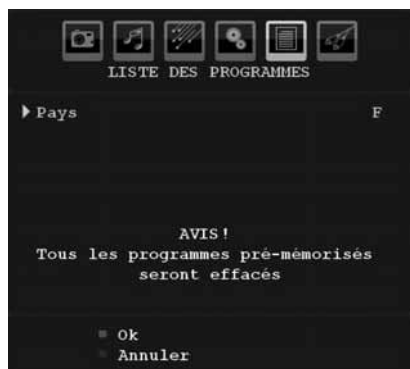 LISTE DES PROGRAMMES
Pays F
AVIS!
Tous les programmes pré-mémorisés
seront effacés
Ok
Annuler